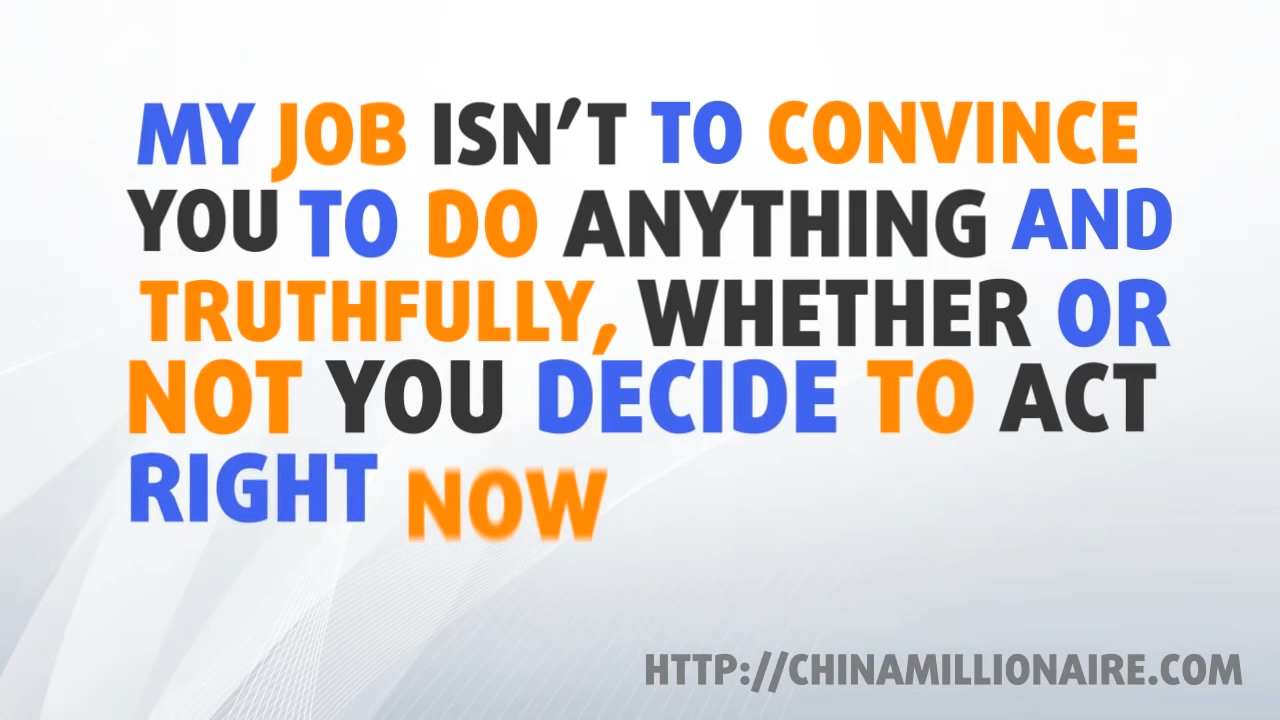 MY JOB ISN’T TO CONVINCE
YOU TO DO ANYTHING AND
TRUTHFULLY, WHETHER OR
NOT YOU DECIDE TO ACT
RIGHT NOW
HTTP://CHINAMILLIONAIRE.COM